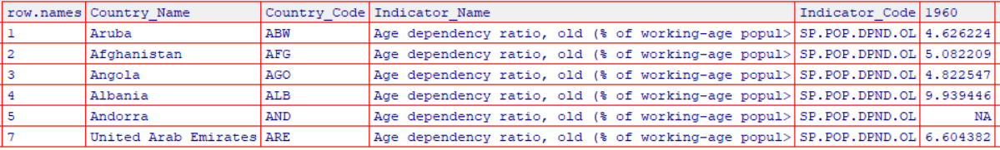 row.names Country_Name Country_Code Indicator_Name Indicator_Code 1960
1 Aruba ABW Age dependency ratio, old (% of working-age popul> SP.POP.DPND.OL 4.626224
2 Afghanistan AFG Age dependency ratio, old (% of working-age popul> SP.POP.DPND.OL 5.082209
3 Angola AGO Age dependency ratio, old (% of working-age popul> SP.POP.DPND.OL 4.822547
4 Albania ALB Age dependency ratio, old (% of working-age popul> SP.POP.DPND.OL 9.939446
5 Andorra AND Age dependency ratio, old (% of working-age popul> SP.POP.DPND.OL NA
7 United Arab Emirates ARE Age dependency ratio, old (% of working-age popul> SP.POP.DPND.OL 6.604382